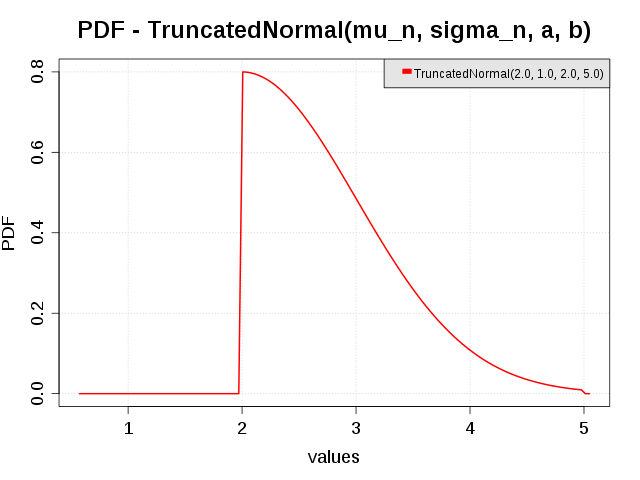 PDF - TruncatedNormal(mu_n, sigma_n, a, b)
TruncatedNormal(2.0, 1.0, 2.0, 5.0)
PDF
0.8
0.6
0.4
0.2
0.0
1 2 3 4 5
values